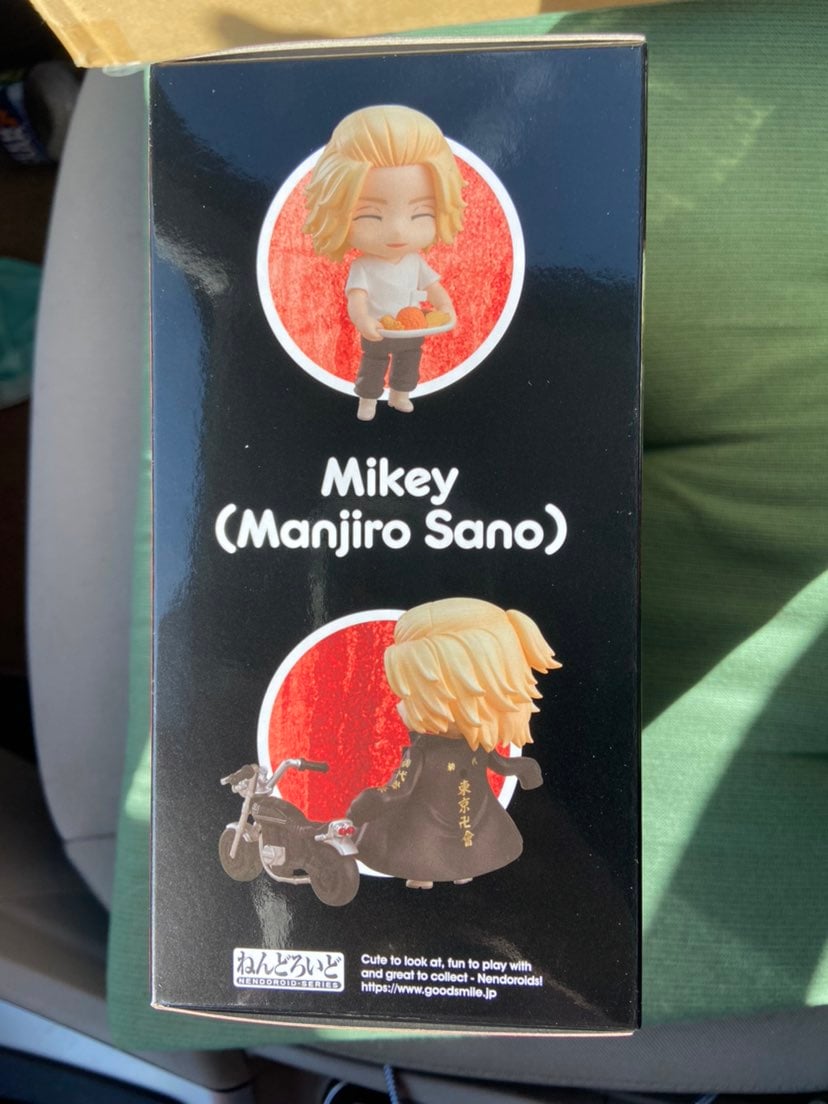 Mikey
(Manjiro Sano)
東京卍會
ねんどろいど
NENDOROID-SERIES
Cute to look at, fun to play with
and great to collect - Nendoroids!
https://www.goodsmile.jp